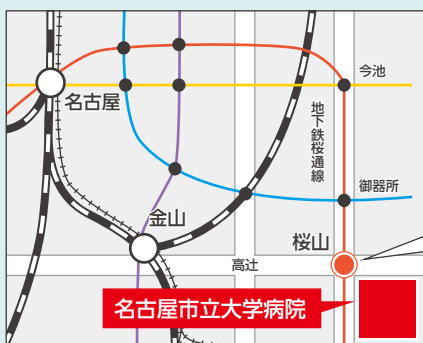 今池
名古屋
地下鉄桜通線
御器所
金山
桜山
高辻
名古屋市立大学病院